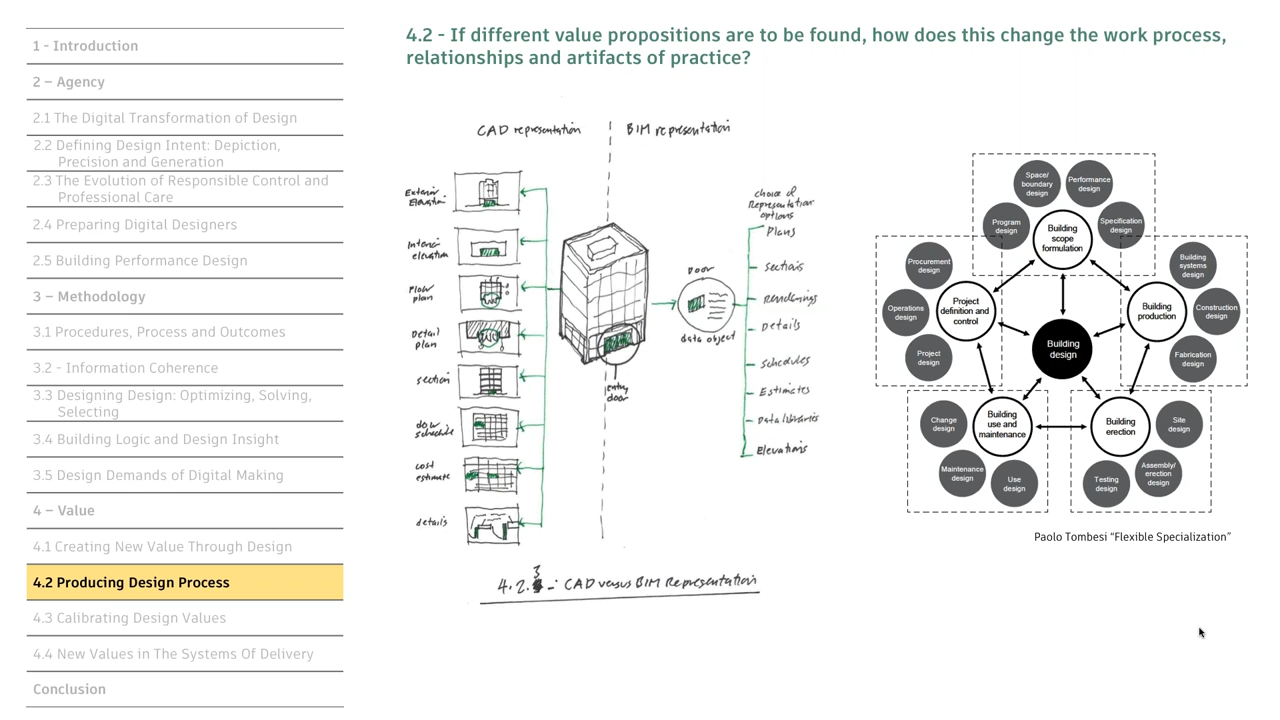 1 - Introduction
2 – Agency
2.1 The Digital Transformation of Design
2.2 Defining Design Intent: Depiction,
Precision and Generation
2.3 The Evolution of Responsible Control and
Professional Care
2.4 Preparing Digital Designers
2.5 Building Performance Design
3 – Methodology
3.1 Procedures, Process and Outcomes
3.2 - Information Coherence
3.3 Designing Design: Optimizing, Solving,
Selecting
3.4 Building Logic and Design Insight
3.5 Design Demands of Digital Making
4 – Value
4.1 Creating New Value Through Design
4.2 Producing Design Process
4.3 Calibrating Design Values
4.4 New Values in The Systems Of Delivery
Conclusion
4.2 - If different value propositions are to be found, how does this change the work process,
relationships and artifacts of practice?
CAD representation
BIM representation
Exterior
Elevation
Interior
elevation
Floor
plan
Detail
plan
section
door
schedule
cost
estimate
details
entry
door
Door
data object
choice of
Representation
options
Plans
sections
Renderings
Details
schedules
Estimates
Data libraries
Elevations
4.2.3 -: CAD versus BIM Representation
Space/
boundary
design
Performance
design
Program
design
Specification
design
Building
scope
formulation
Procurement
design
Operations
design
Project
design
Project
definition and
control
Building
systems
design
Construction
design
Fabrication
design
Building
production
Building
design
Change
design
Maintenance
design
Use
design
Building
use and
maintenance
Building
erection
Site
design
Assembly/
erection
design
Testing
design
Paolo Tombesi “Flexible Specialization”